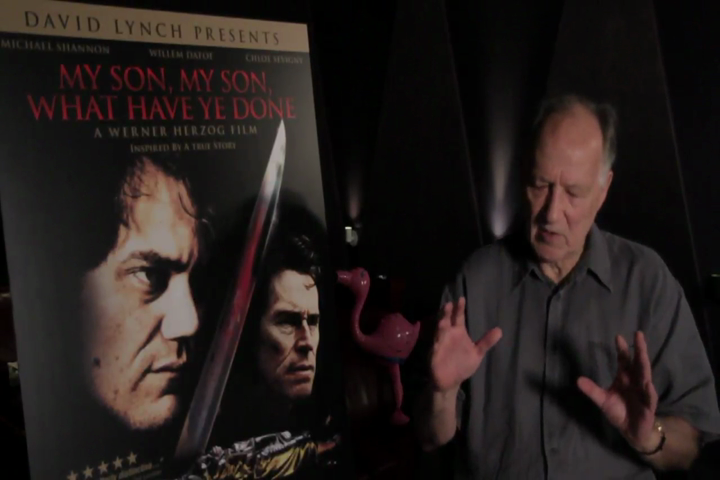 DAVID LYNCH PRESENTS
MICHAEL SHANNON WILLEM DAFOE CHLOE SEVIGNY
MY SON, MY SON,
WHAT HAVE YE DONE
A WERNER HERZOG FILM
INSPIRED BY A TRUE STORY